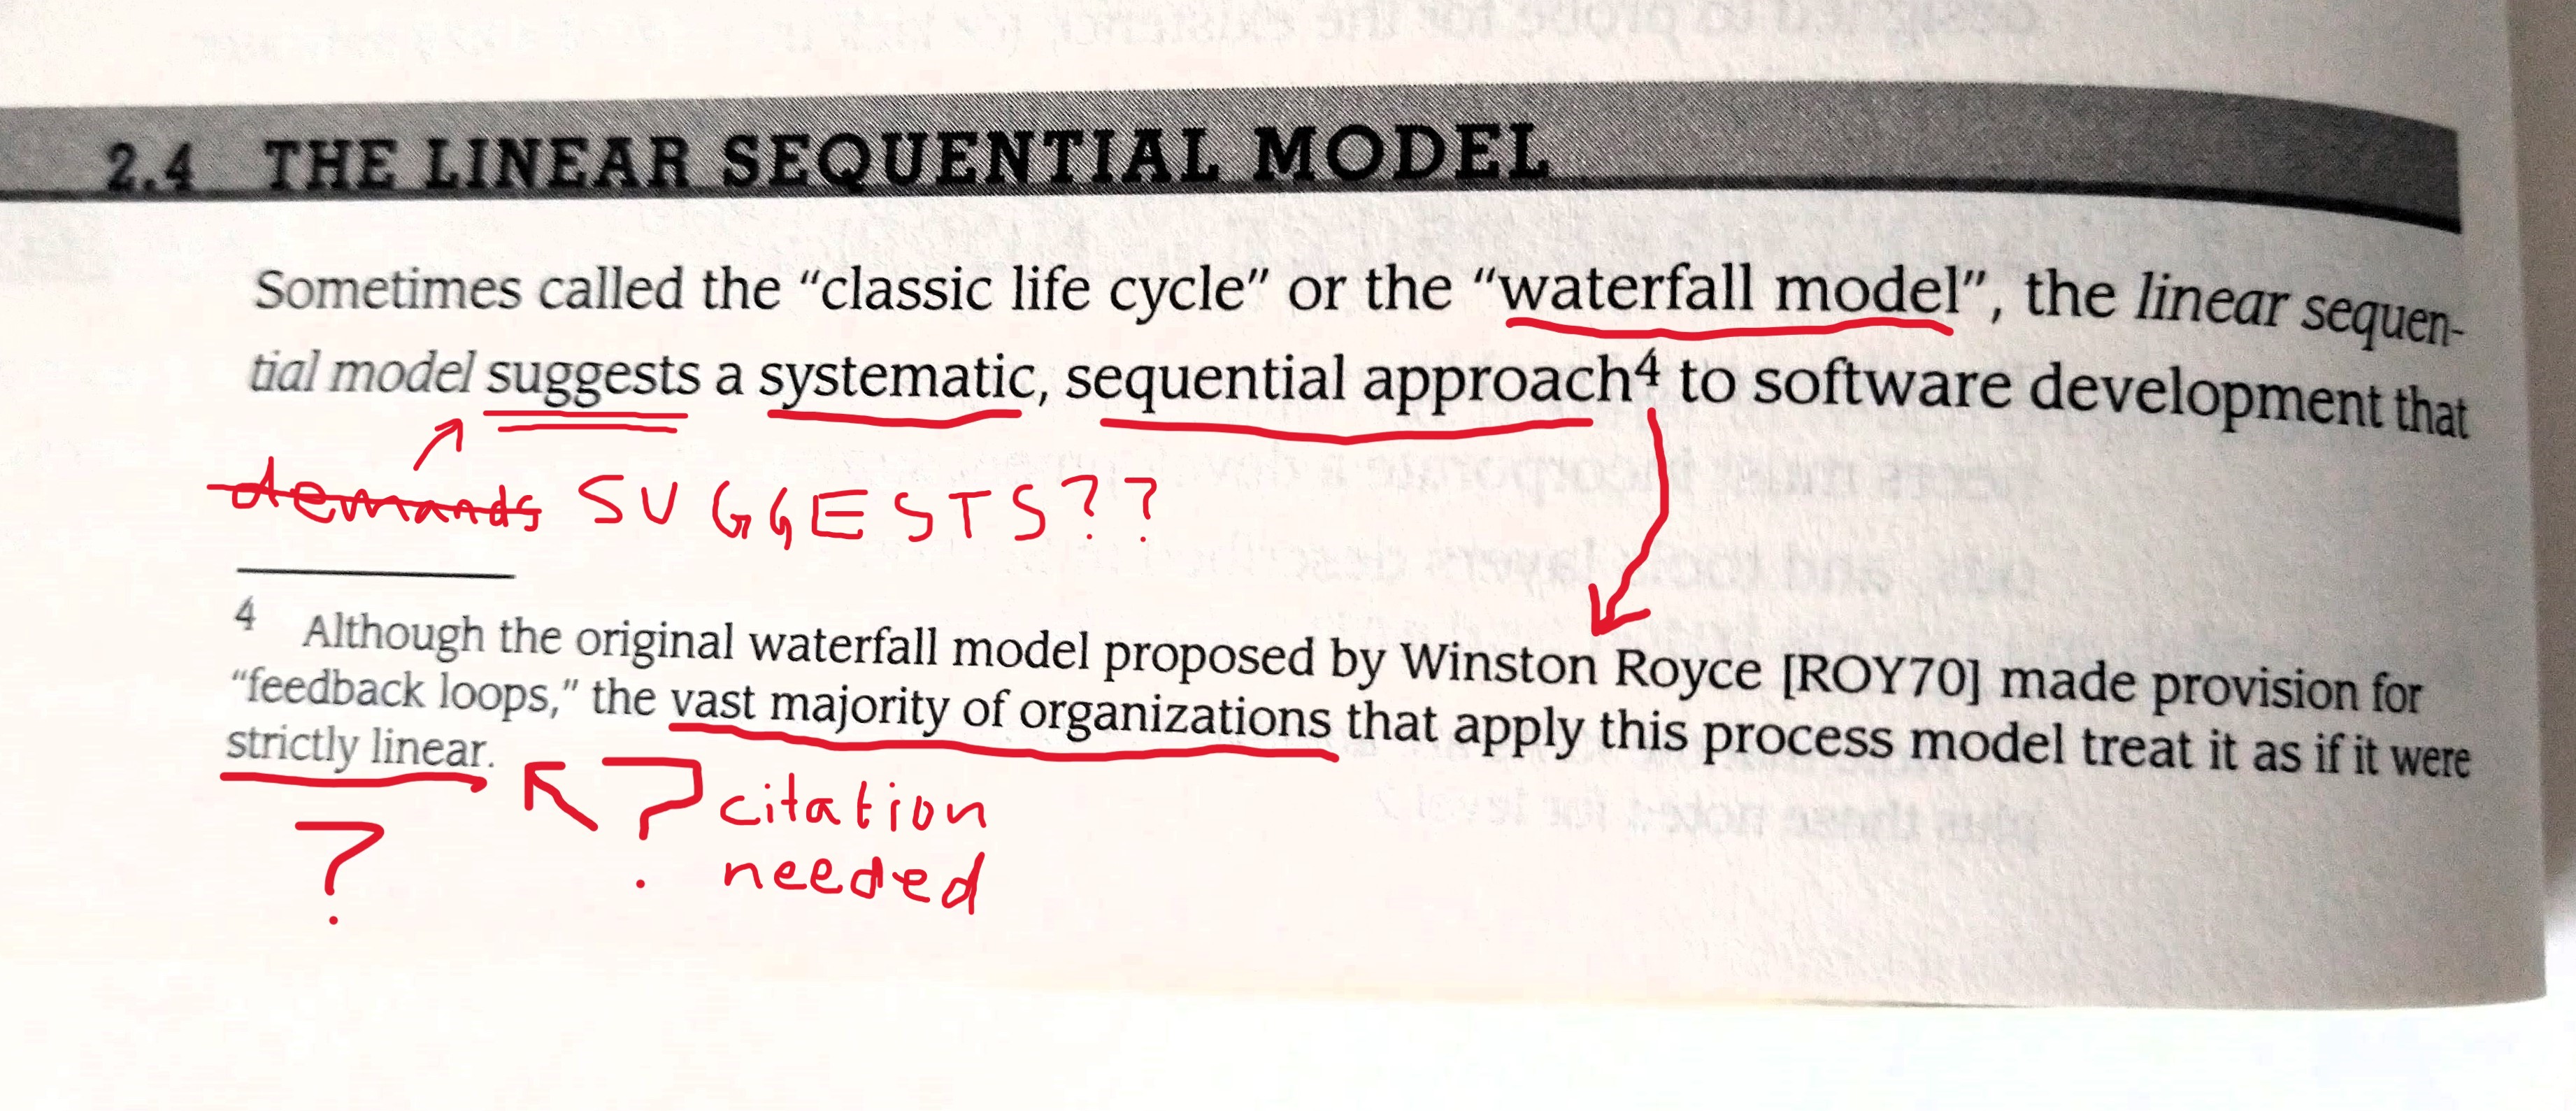 2.4 THE LINEAR SEQUENTIAL MODEL
Sometimes called the “classic life cycle” or the “waterfall model”, the linear sequen-
tial model suggests a systematic, sequential approach4 to software development that
demands SUGGESTS??
4 Although the original waterfall model proposed by Winston Royce [ROY70] made provision for
“feedback loops,” the vast majority of organizations that apply this process model treat it as if it were
strictly linear.
? ? citation
needed